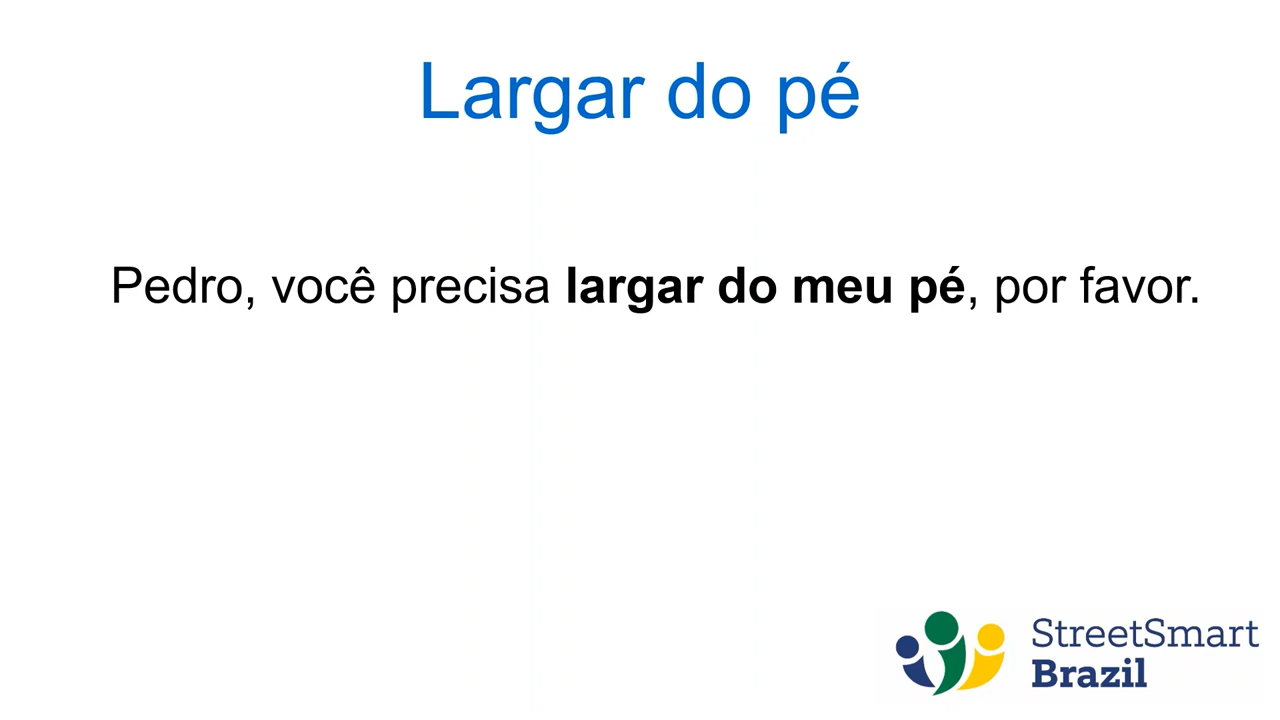 Largar do pé
Pedro, você precisa largar do meu pé, por favor.
StreetSmart
Brazil